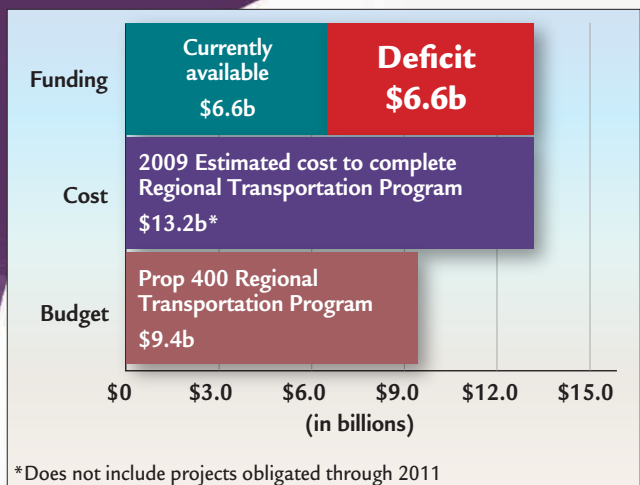 Funding
Currently
available
$6.6b
Deficit
$6.6b
Cost
2009 Estimated cost to complete
Regional Transportation Program
$13.2b*
Budget
Prop 400 Regional
Transportation Program
$9.4b
$0 $3.0 $6.0 $9.0 $12.0 $15.0
(in billions)
*Does not include projects obligated through 2011